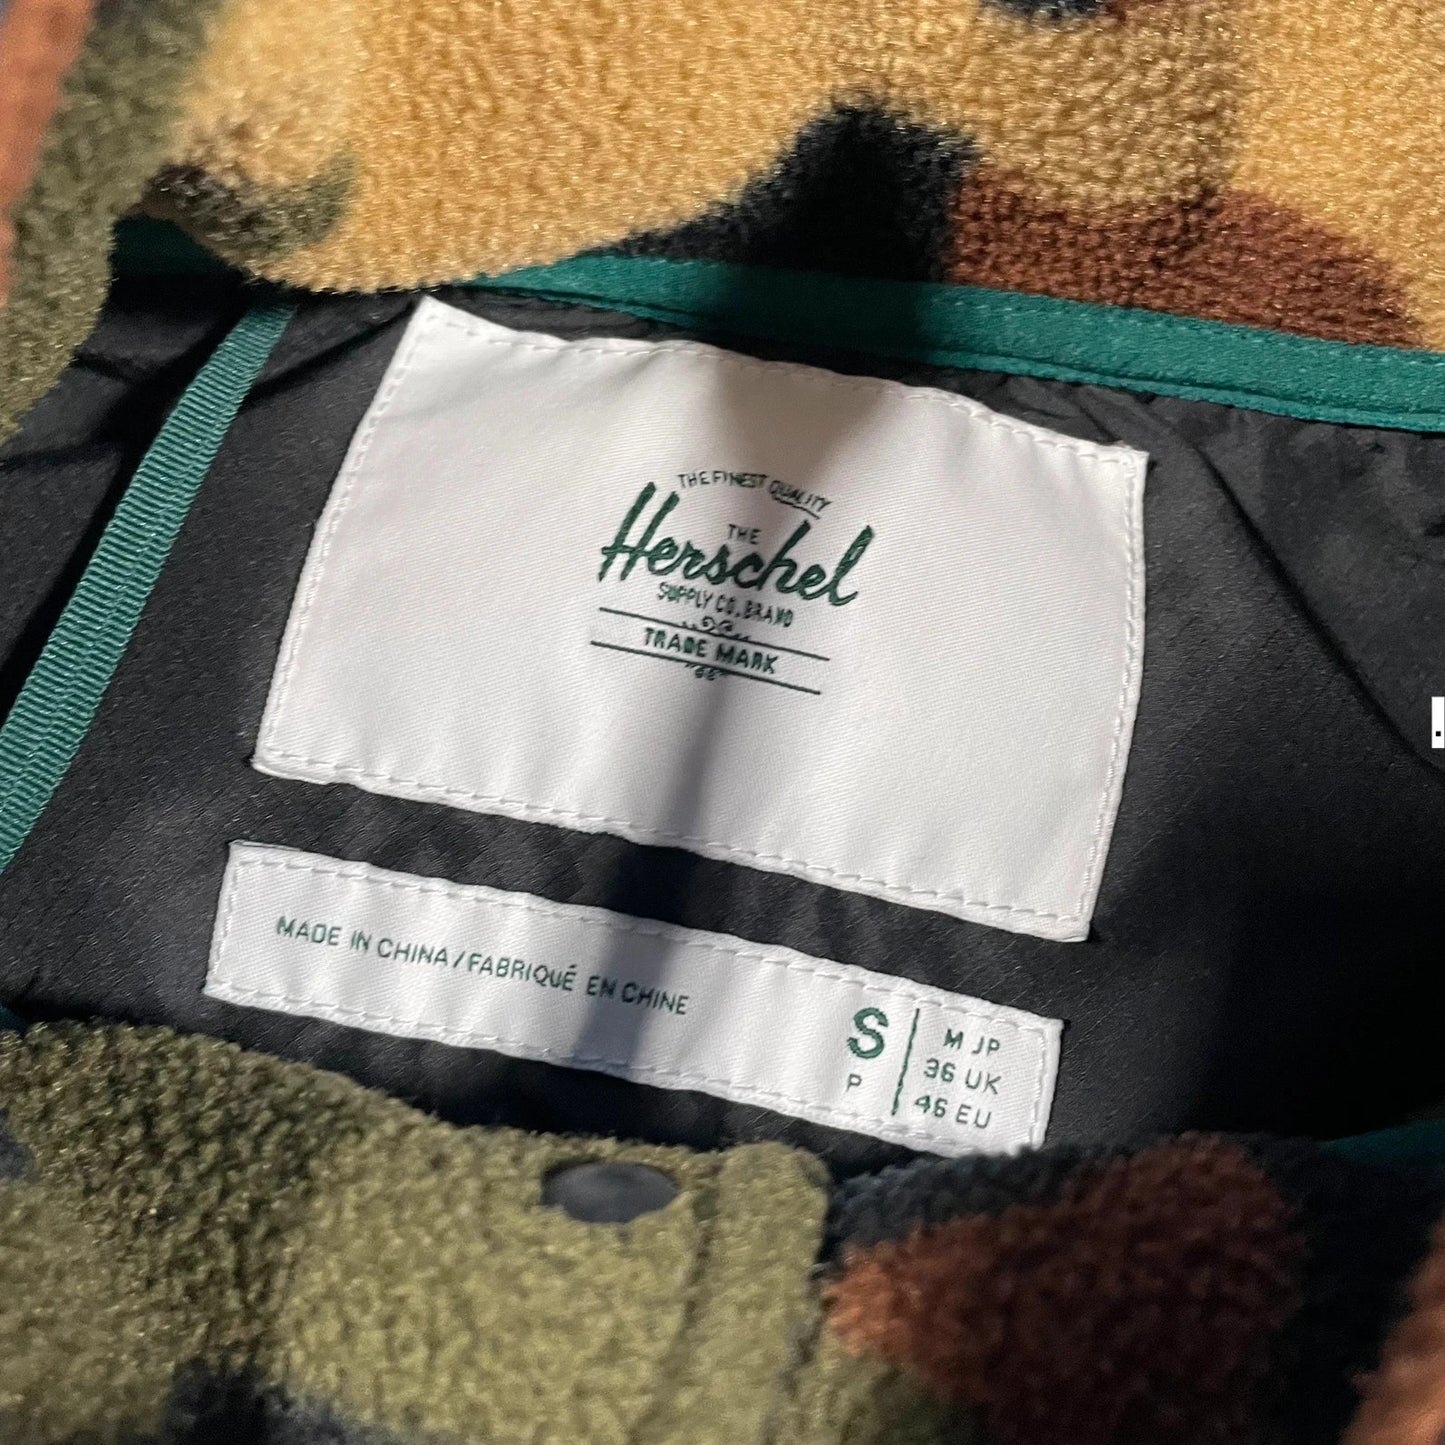 THE FINEST QUALITY
THE
Herschel
SUPPLY CO. BRAND
TRADE MARK
MADE IN CHINA/FABRIQUÉ EN CHINE
S
P
M JP
36 UK
46 EU